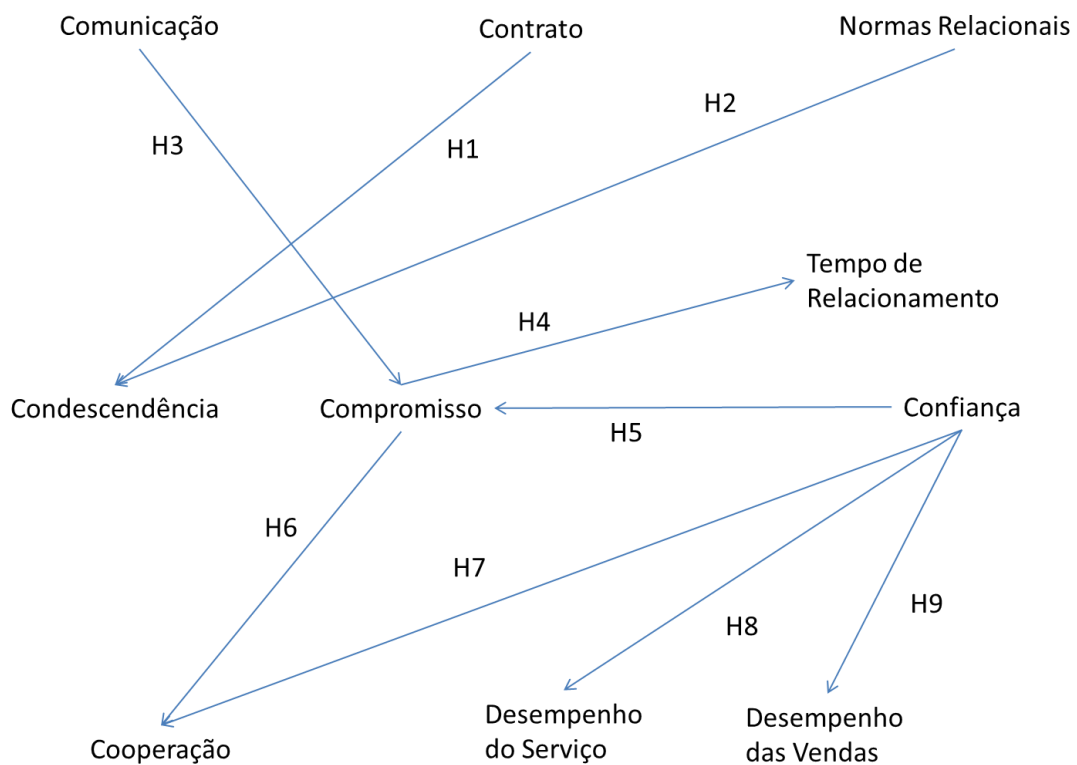 Comunicação
Contrato
Normas Relacionais
H2
H3
H1
Tempo de
Relacionamento
H4
Condescendência
Compromisso
Confiança
H5
H6
H7
H9
H8
Desempenho
do Serviço
Desempenho
das Vendas
Cooperação